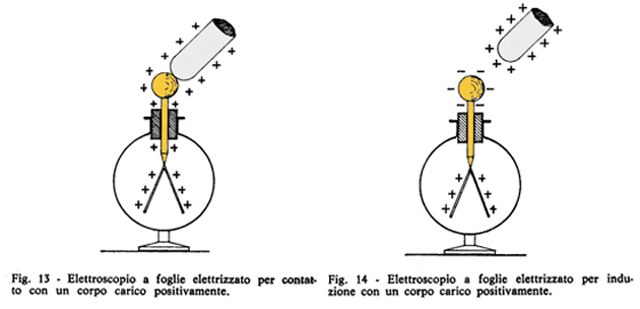 Fig. 13 - Elettroscopio a foglie elettrizzato per contat-
to con un corpo carico positivamente.
Fig. 14 - Elettroscopio a foglie elettrizzato per indu-
zione con un corpo carico positivamente.